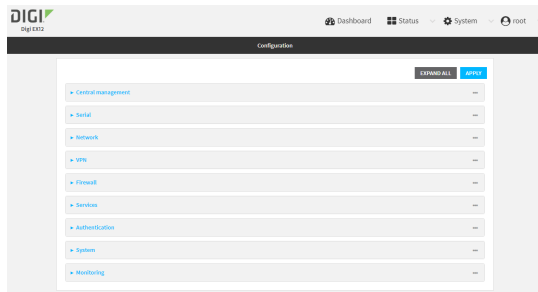 DIGI
Digi EX12
Dashboard Status System root
Configuration
EXPAND ALL APPLY
Central management
Serial
Network
VPN
Firewall
Services
Authentication
System
Monitoring